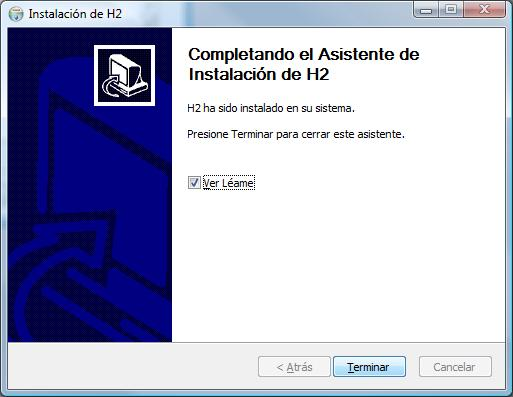 Instalación de H2
Completando el Asistente de
Instalación de H2
H2 ha sido instalado en su sistema.
Presione Terminar para cerrar este asistente.
Ver Léame
< Atrás
Terminar
Cancelar